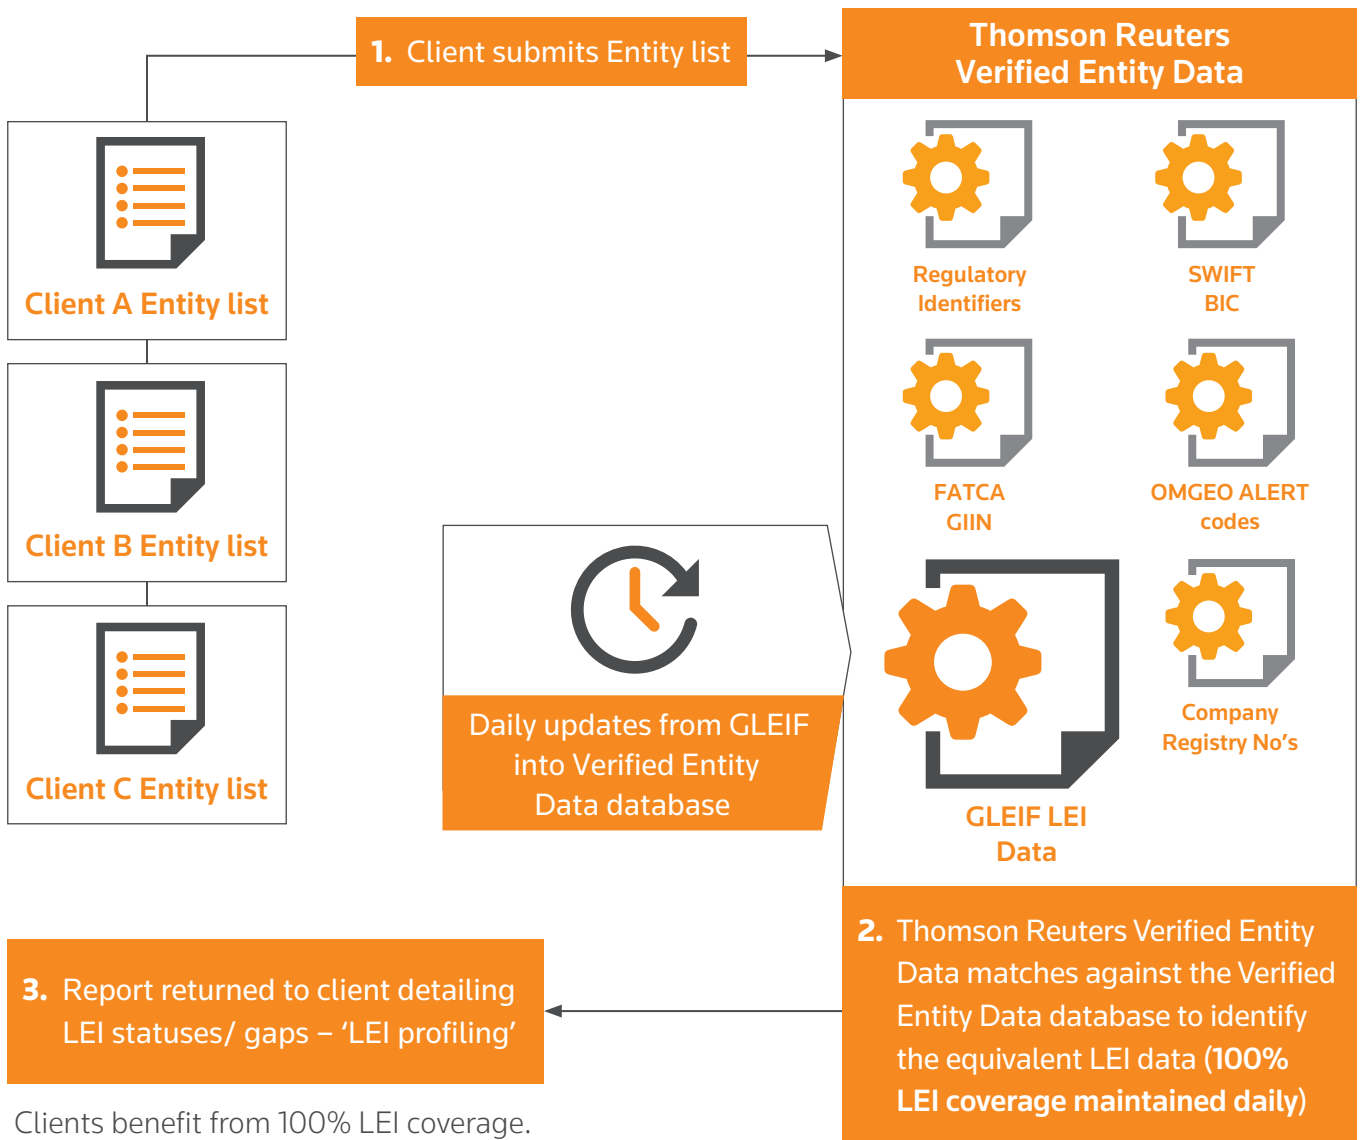 1. Client submits Entity list
Thomson Reuters
Verified Entity Data
Client A Entity list
Client B Entity list
Client C Entity list
Regulatory
Identifiers
SWIFT
BIC
FATCA
GIIN
OMGEO ALERT
codes
GLEIF LEI
Data
Company
Registry No’s
Daily updates from GLEIF
into Verified Entity
Data database
2. Thomson Reuters Verified Entity
Data matches against the Verified
Entity Data database to identify
the equivalent LEI data (100%
LEI coverage maintained daily)
3. Report returned to client detailing
LEI statuses/ gaps – ‘LEI profiling’
Clients benefit from 100% LEI coverage.